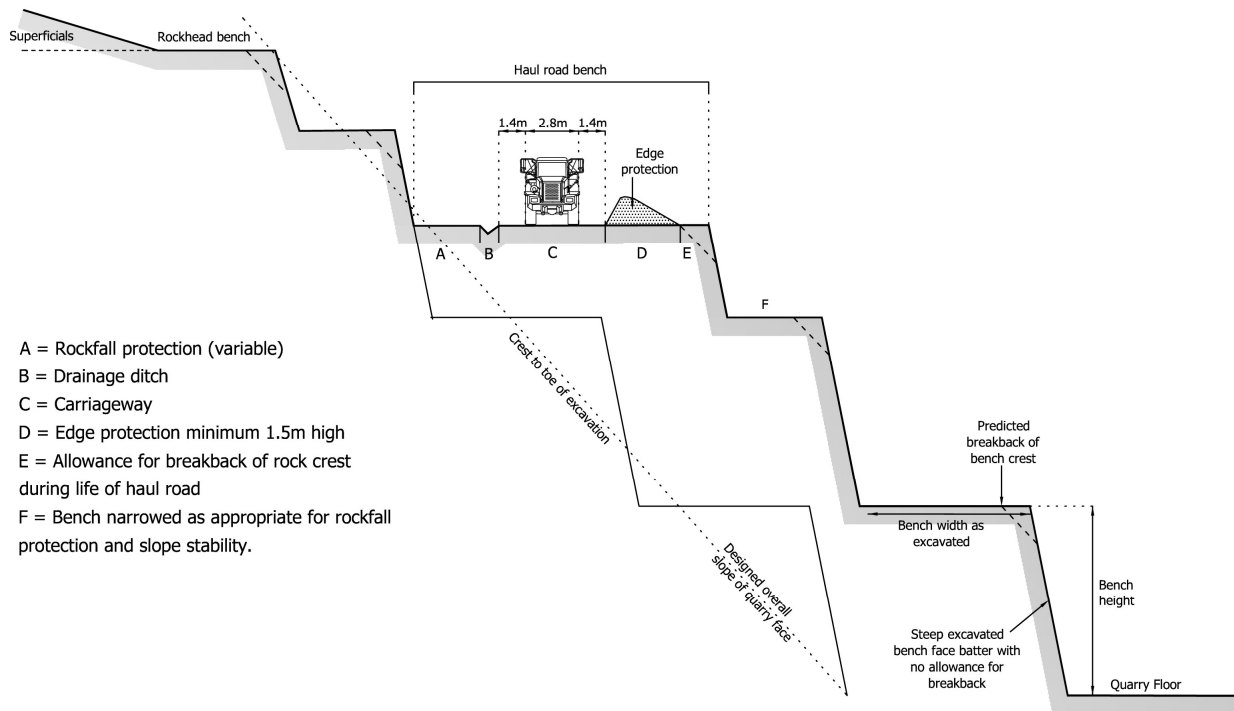 Superficials
Rockhead bench
Haul road bench
1.4m 2.8m 1.4m
Edge
protection
A
B
C
D
E
F
A = Rockfall protection (variable)
B = Drainage ditch
C = Carriageway
D = Edge protection minimum 1.5m high
E = Allowance for breakback of rock crest
during life of haul road
F = Bench narrowed as appropriate for rockfall
protection and slope stability.
Crest to toe of excavation
Designed overall
slope of quarry face
Predicted
breakback of
bench crest
Bench width as
excavated
Bench
height
Steep excavated
bench face batter with
no allowance for
breakback
Quarry Floor